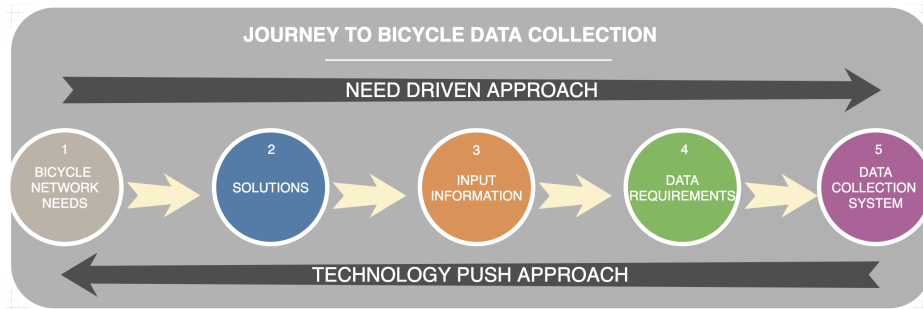 JOURNEY TO BICYCLE DATA COLLECTION
NEED DRIVEN APPROACH
1
BICYCLE
NETWORK
NEEDS
2
SOLUTIONS
3
INPUT
INFORMATION
4
DATA
REQUIREMENTS
5
DATA
COLLECTION
SYSTEM
TECHNOLOGY PUSH APPROACH